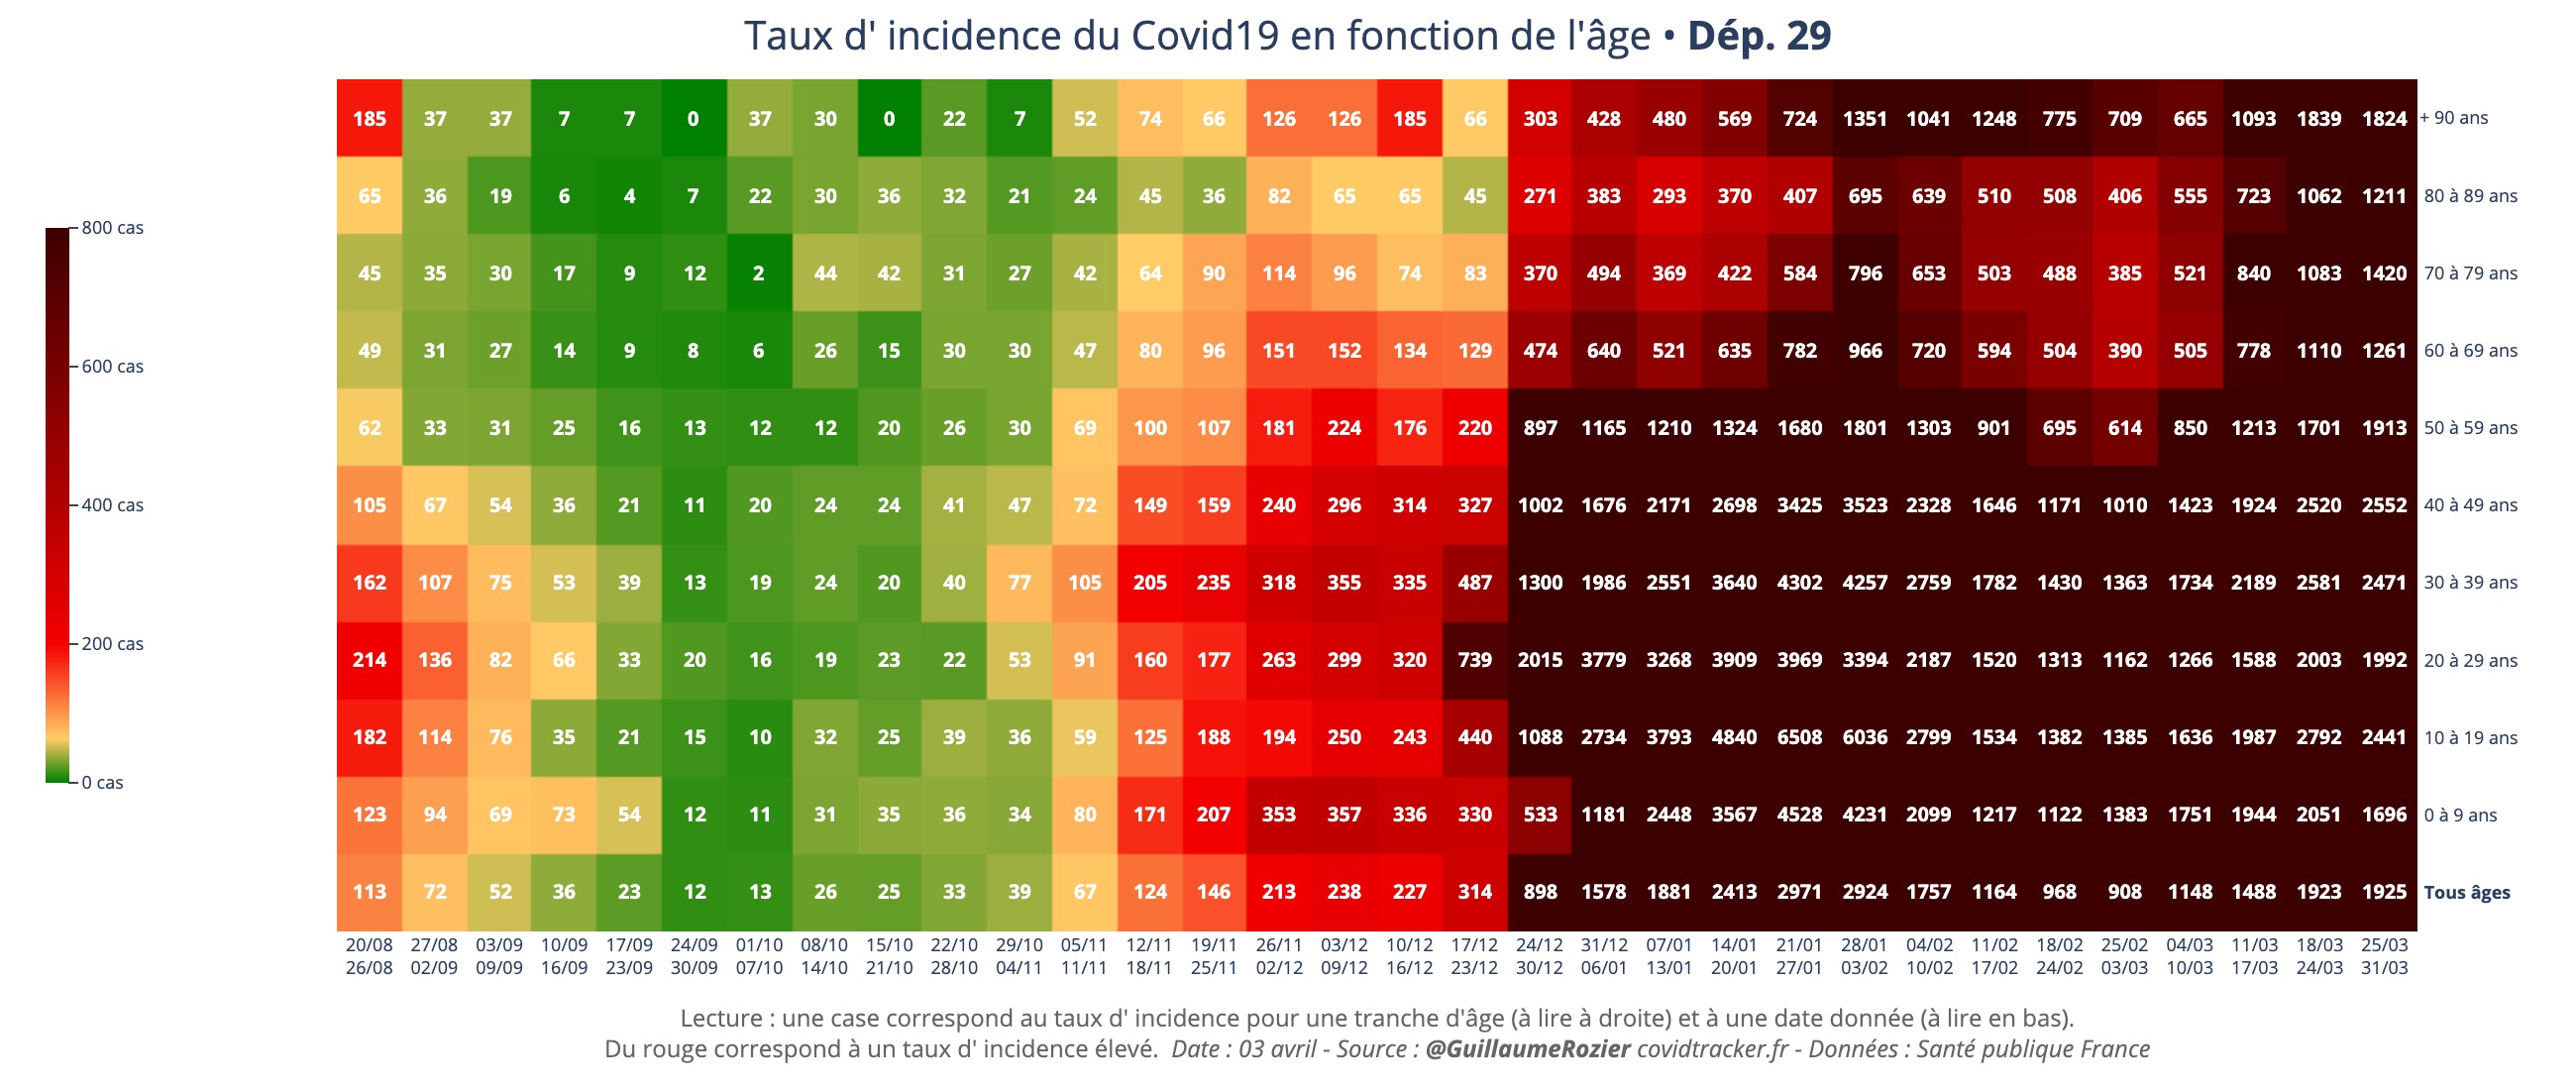 Taux d' incidence du Covid19 en fonction de l'âge • Dép. 29
800 cas
600 cas
400 cas
200 cas
0 cas
185 37 37 7 7 0 37 30 0 22 7 52 74 66 126 126 185 66 303 428 480 569 724 1351 1041 1248 775 709 665 1093 1839 1824 + 90 ans
65 36 19 6 4 7 22 30 36 32 21 24 45 36 82 65 65 45 271 383 293 370 407 695 639 510 508 406 555 723 1062 1211 80 à 89 ans
45 35 30 17 9 12 2 44 42 31 27 42 64 90 114 96 74 83 370 494 369 422 584 796 653 503 488 385 521 840 1083 1420 70 à 79 ans
49 31 27 14 9 8 6 26 15 30 30 47 80 96 151 152 134 129 474 640 521 635 782 966 720 594 504 390 505 778 1110 1261 60 à 69 ans
62 33 31 25 16 13 12 12 20 26 30 69 100 107 181 224 176 220 897 1165 1210 1324 1680 1801 1303 901 695 614 850 1213 1701 1913 50 à 59 ans
105 67 54 36 21 11 20 24 24 41 47 72 149 159 240 296 314 327 1002 1676 2171 2698 3425 3523 2328 1646 1171 1010 1423 1924 2520 2552 40 à 49 ans
162 107 75 53 39 13 19 24 20 40 77 105 205 235 318 355 335 487 1300 1986 2551 3640 4302 4257 2759 1782 1430 1363 1734 2189 2581 2471 30 à 39 ans
214 136 82 66 33 20 16 19 23 22 53 91 160 177 263 299 320 739 2015 3779 3268 3909 3969 3394 2187 1520 1313 1162 1266 1588 2003 1992 20 à 29 ans
182 114 76 35 21 15 10 32 25 39 36 59 125 188 194 250 243 440 1088 2734 3793 4840 6508 6036 2799 1534 1382 1385 1636 1987 2792 2441 10 à 19 ans
123 94 69 73 54 12 11 31 35 36 34 80 171 207 353 357 336 330 533 1181 2448 3567 4528 4231 2099 1217 1122 1383 1751 1944 2051 1696 0 à 9 ans
113 72 52 36 23 12 13 26 25 33 39 67 124 146 213 238 227 314 898 1578 1881 2413 2971 2924 1757 1164 968 908 1148 1488 1923 1925 Tous âges
20/08 27/08 03/09 10/09 17/09 24/09 01/10 08/10 15/10 22/10 29/10 05/11 12/11 19/11 26/11 03/12 10/12 17/12 24/12 31/12 07/01 14/01 21/01 28/01 04/02 11/02 18/02 25/02 04/03 11/03 18/03 25/03
26/08 02/09 09/09 16/09 23/09 30/09 07/10 14/10 21/10 28/10 04/11 11/11 18/11 25/11 02/12 09/12 16/12 23/12 30/12 06/01 13/01 20/01 27/01 03/02 10/02 17/02 24/02 03/03 10/03 17/03 24/03 31/03
Lecture : une case correspond au taux d' incidence pour une tranche d'âge (à lire à droite) et à une date donnée (à lire en bas).
Du rouge correspond à un taux d' incidence élevé. Date : 03 avril - Source : @GuillaumeRozier covidtracker.fr - Données : Santé publique France